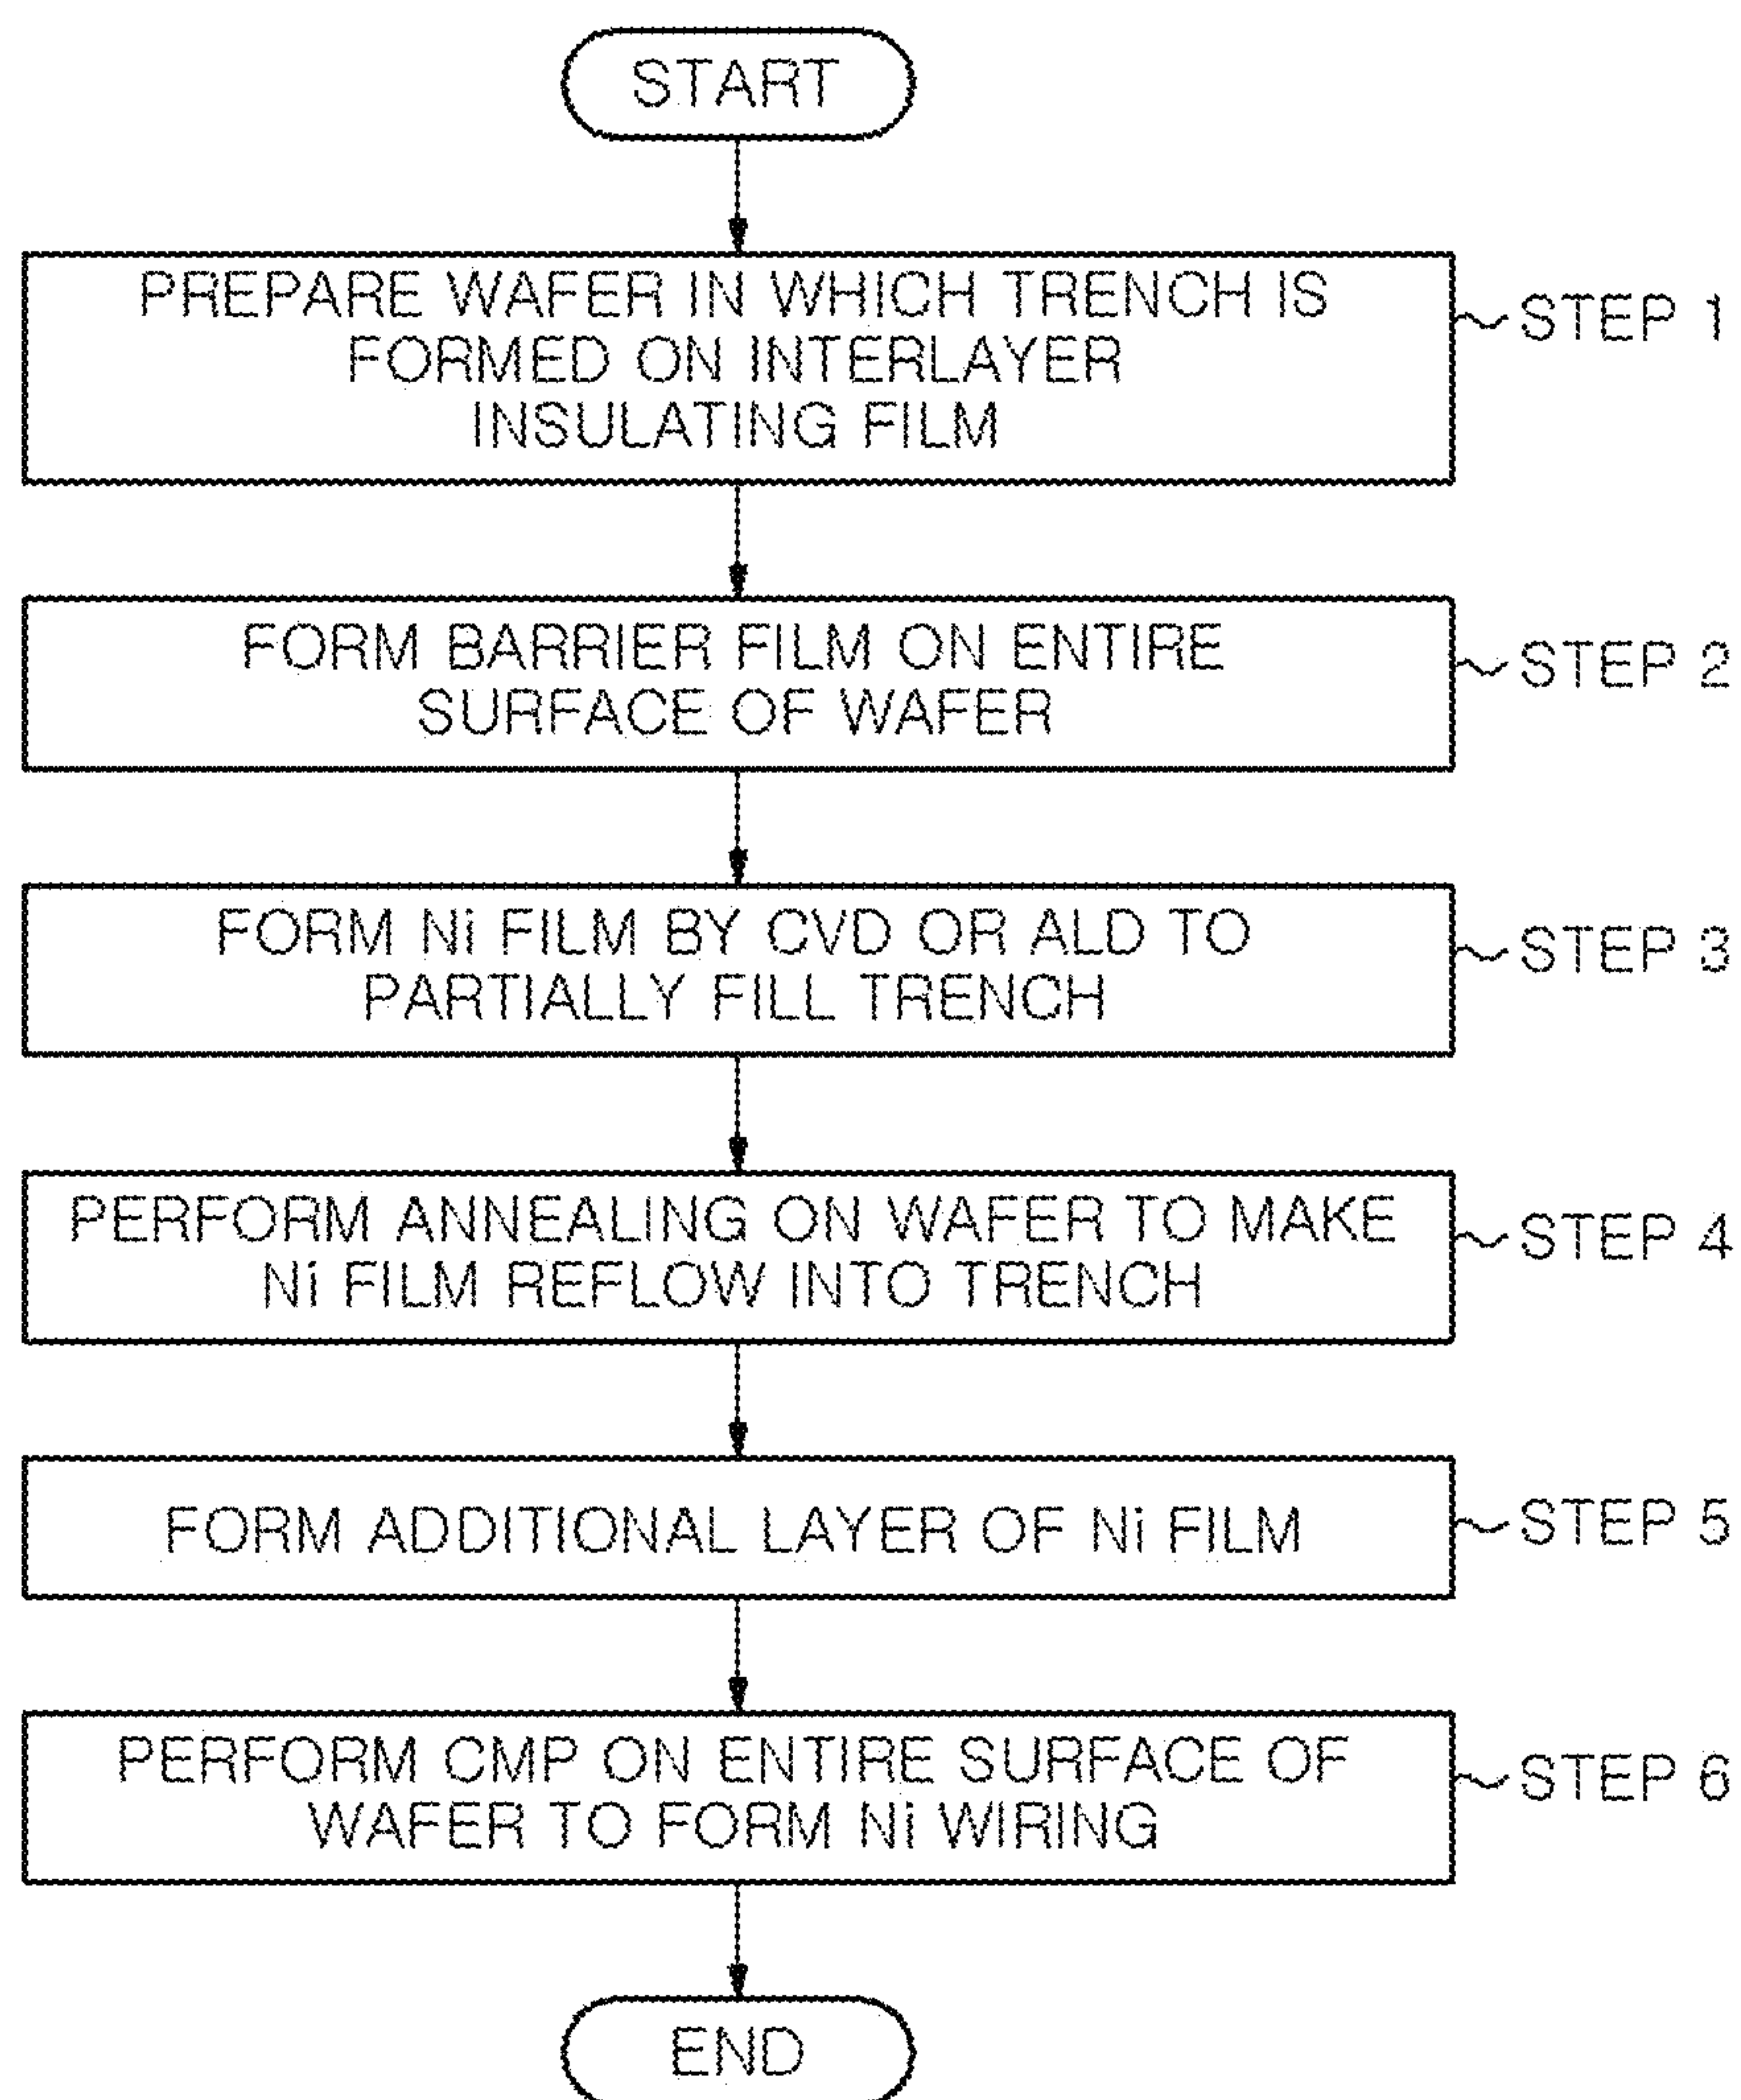 START
PREPARE WAFER IN WHICH TRENCH IS
FORMED ON INTERLAYER
INSULATING FILM
STEP 1
FORM BARRIER FILM ON ENTIRE
SURFACE OF WAFER
STEP 2
FORM Ni FILM BY CVD OR ALD TO
PARTIALLY FILL TRENCH
STEP 3
PERFORM ANNEALING ON WAFER TO MAKE
Ni FILM REFLOW INTO TRENCH
STEP 4
FORM ADDITIONAL LAYER OF Ni FILM
STEP 5
PERFORM CMP ON ENTIRE SURFACE OF
WAFER TO FORM Ni WIRING
STEP 6
END